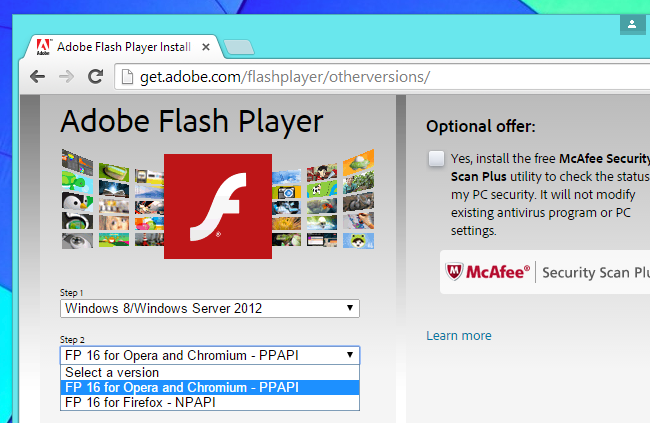 Adobe Flash Player Install
get.adobe.com/flashplayer/otherversions/
Adobe Flash Player
Step 1
Windows 8/Windows Server 2012
Step 2
FP 16 for Opera and Chromium - PPAPI
Select a version
FP 16 for Opera and Chromium - PPAPI
FP 16 for Firefox - NPAPI
Optional offer:
Yes, install the free McAfee Security
Scan Plus utility to check the status
my PC security. It will not modify
existing antivirus program or PC
settings.
McAfee® Security Scan Plu
Learn more